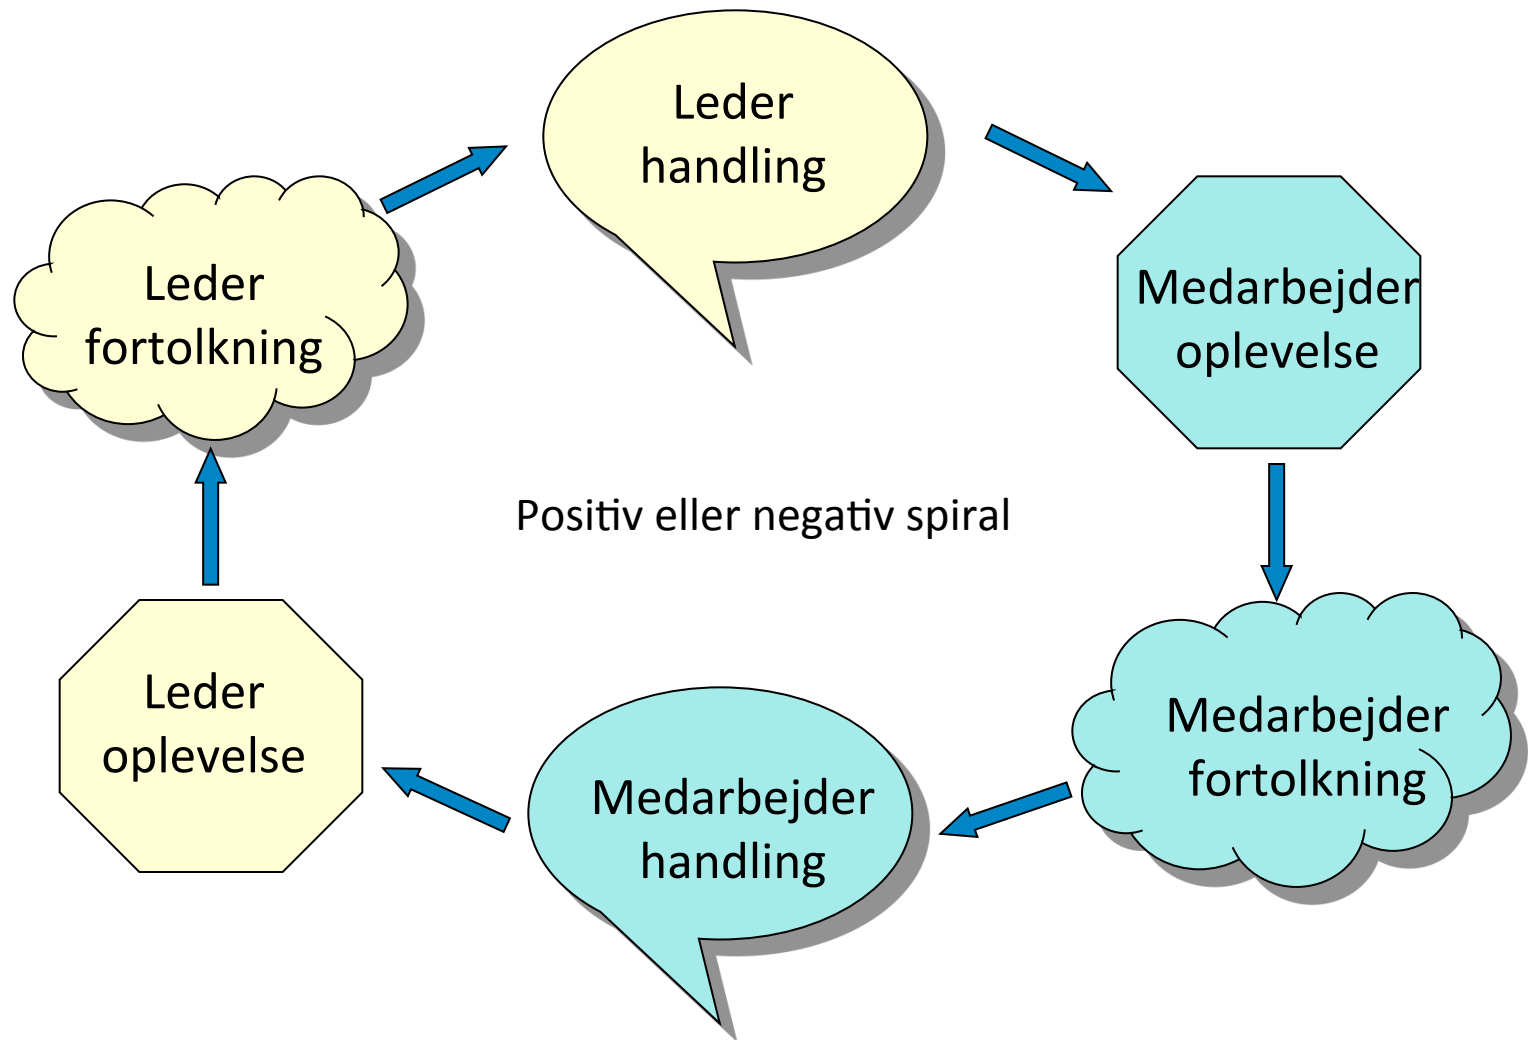 Leder
handling
Medarbejder
oplevelse
Leder
fortolkning
Positiv eller negativ spiral
Leder
oplevelse
Medarbejder
fortolkning
Medarbejder
handling